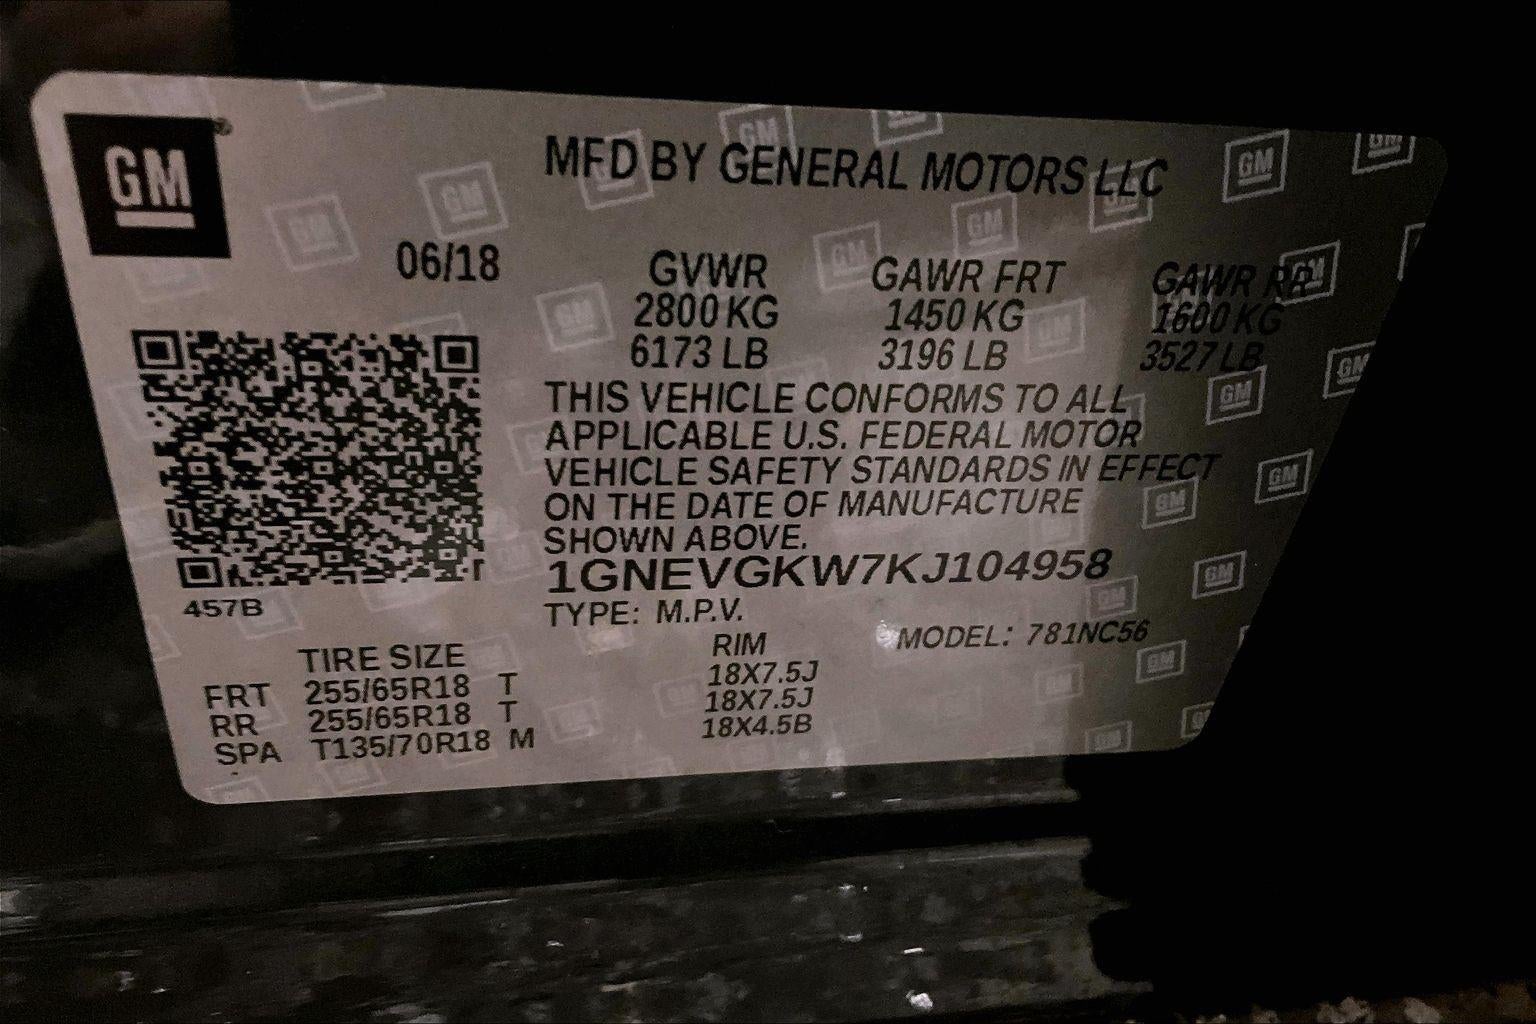 GM
MFD BY GENERAL MOTORS LLC
06/18
GVWR GAWR FRT GAWR RR
2800 KG 1450 KG 1600 KG
6173 LB 3196 LB 3527 LB
THIS VEHICLE CONFORMS TO ALL
APPLICABLE U.S. FEDERAL MOTOR
VEHICLE SAFETY STANDARDS IN EFFECT
ON THE DATE OF MANUFACTURE
SHOWN ABOVE.
1GNEVGKW7KJ104958
457B
TYPE: M.P.V.
MODEL: 781NC56
TIRE SIZE RIM
FRT 255/65R18 T 18X7.5J
RR 255/65R18 T 18X7.5J
SPA T135/70R18 M 18X4.5B